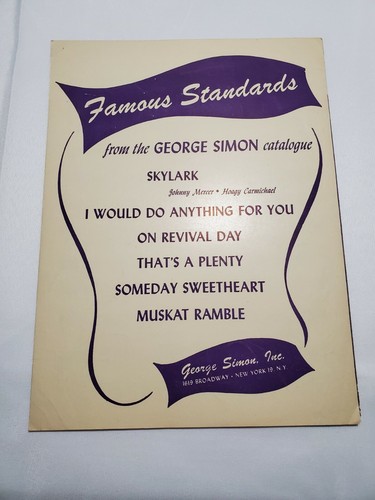 Famous Standards
from the GEORGE SIMON catalogue
SKYLARK
Johnny Mercer • Hoagy Carmichael
I WOULD DO ANYTHING FOR YOU
ON REVIVAL DAY
THAT'S A PLENTY
SOMEDAY SWEETHEART
MUSKAT RAMBLE
George Simon, Inc.
1619 BROADWAY • NEW YORK 19 N.Y.